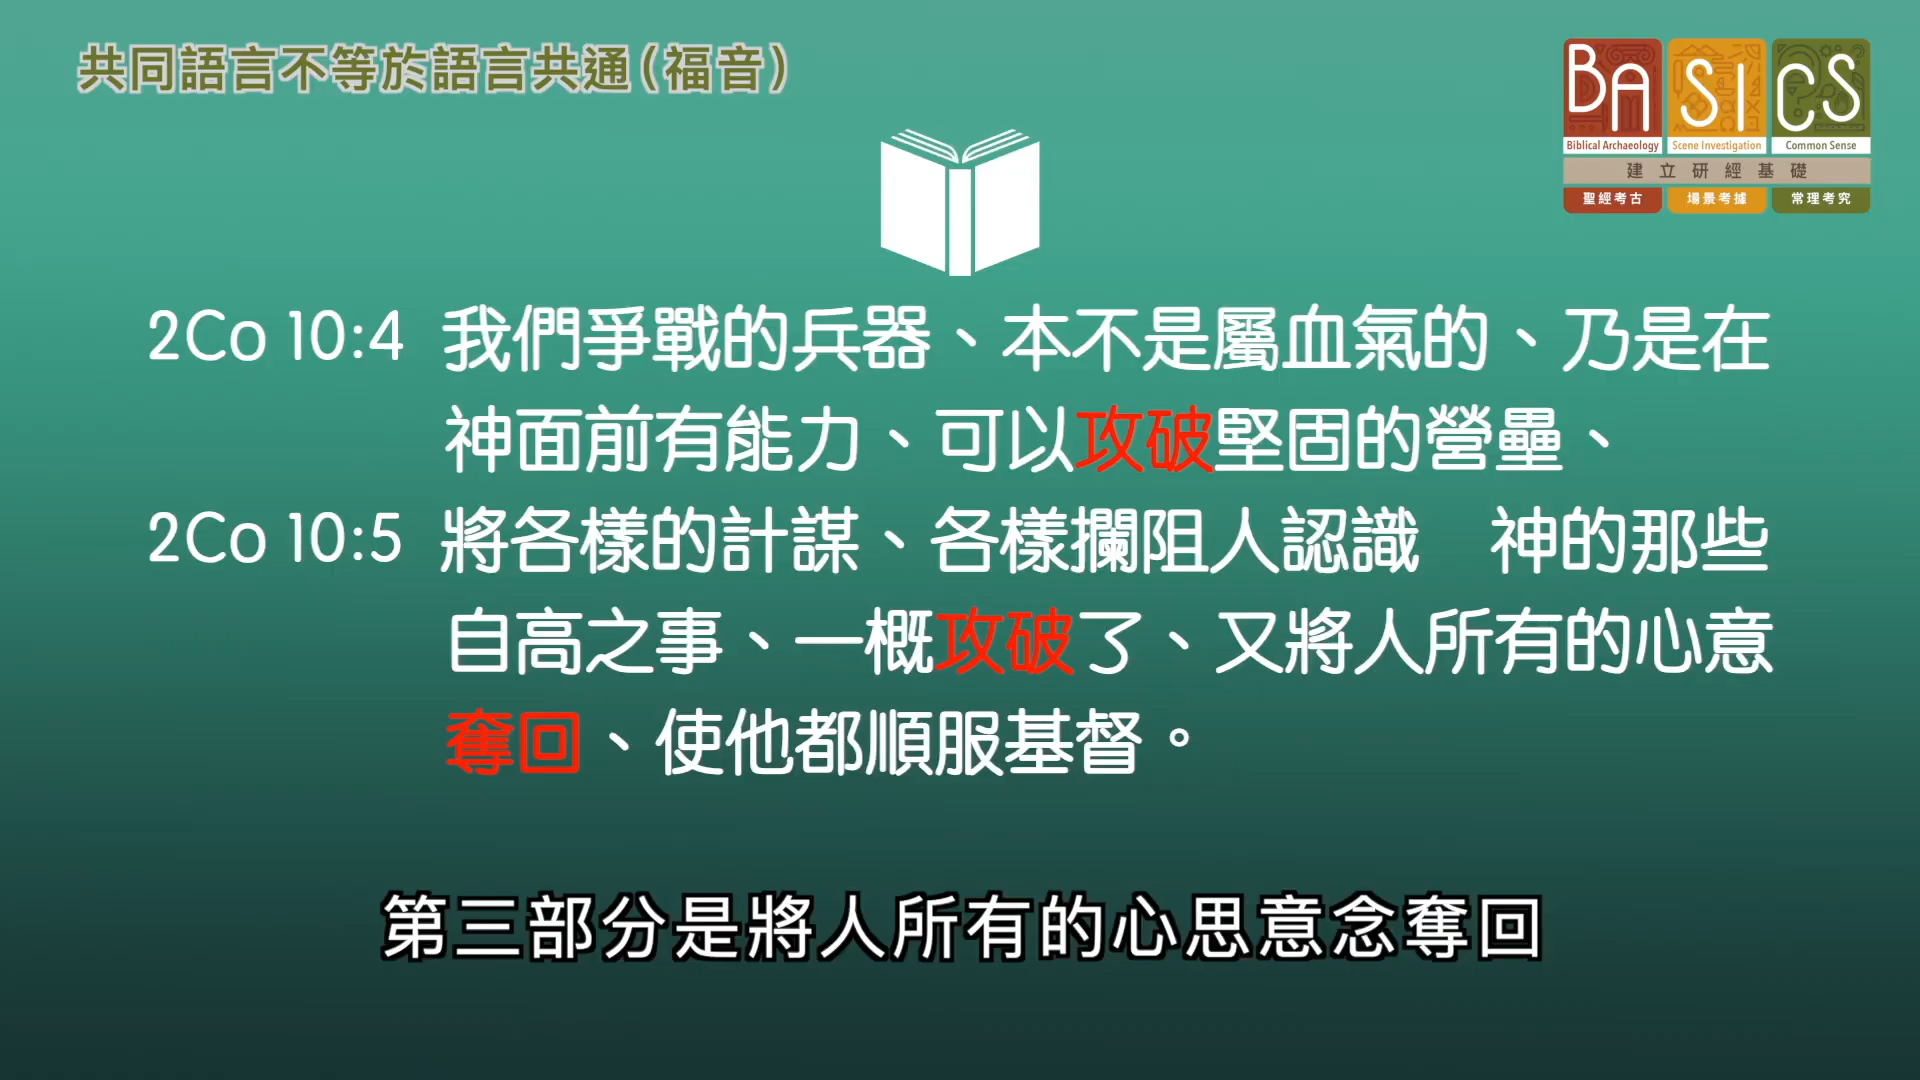 共同語言不等於語言共通(福音)
BASICS
Biblical Archaeology Scene Investigation Common Sense
建立研經基礎
聖經考古 場景考據 常理考究
2Co 10:4 我們爭戰的兵器、本不是屬血氣的、乃是在
神面前有能力、可以攻破堅固的營壘、
2Co 10:5 將各樣的計謀、各樣攔阻人認識　神的那些
自高之事、一概攻破了、又將人所有的心意
奪回、使他都順服基督。
第三部分是將人所有的心思意念奪回